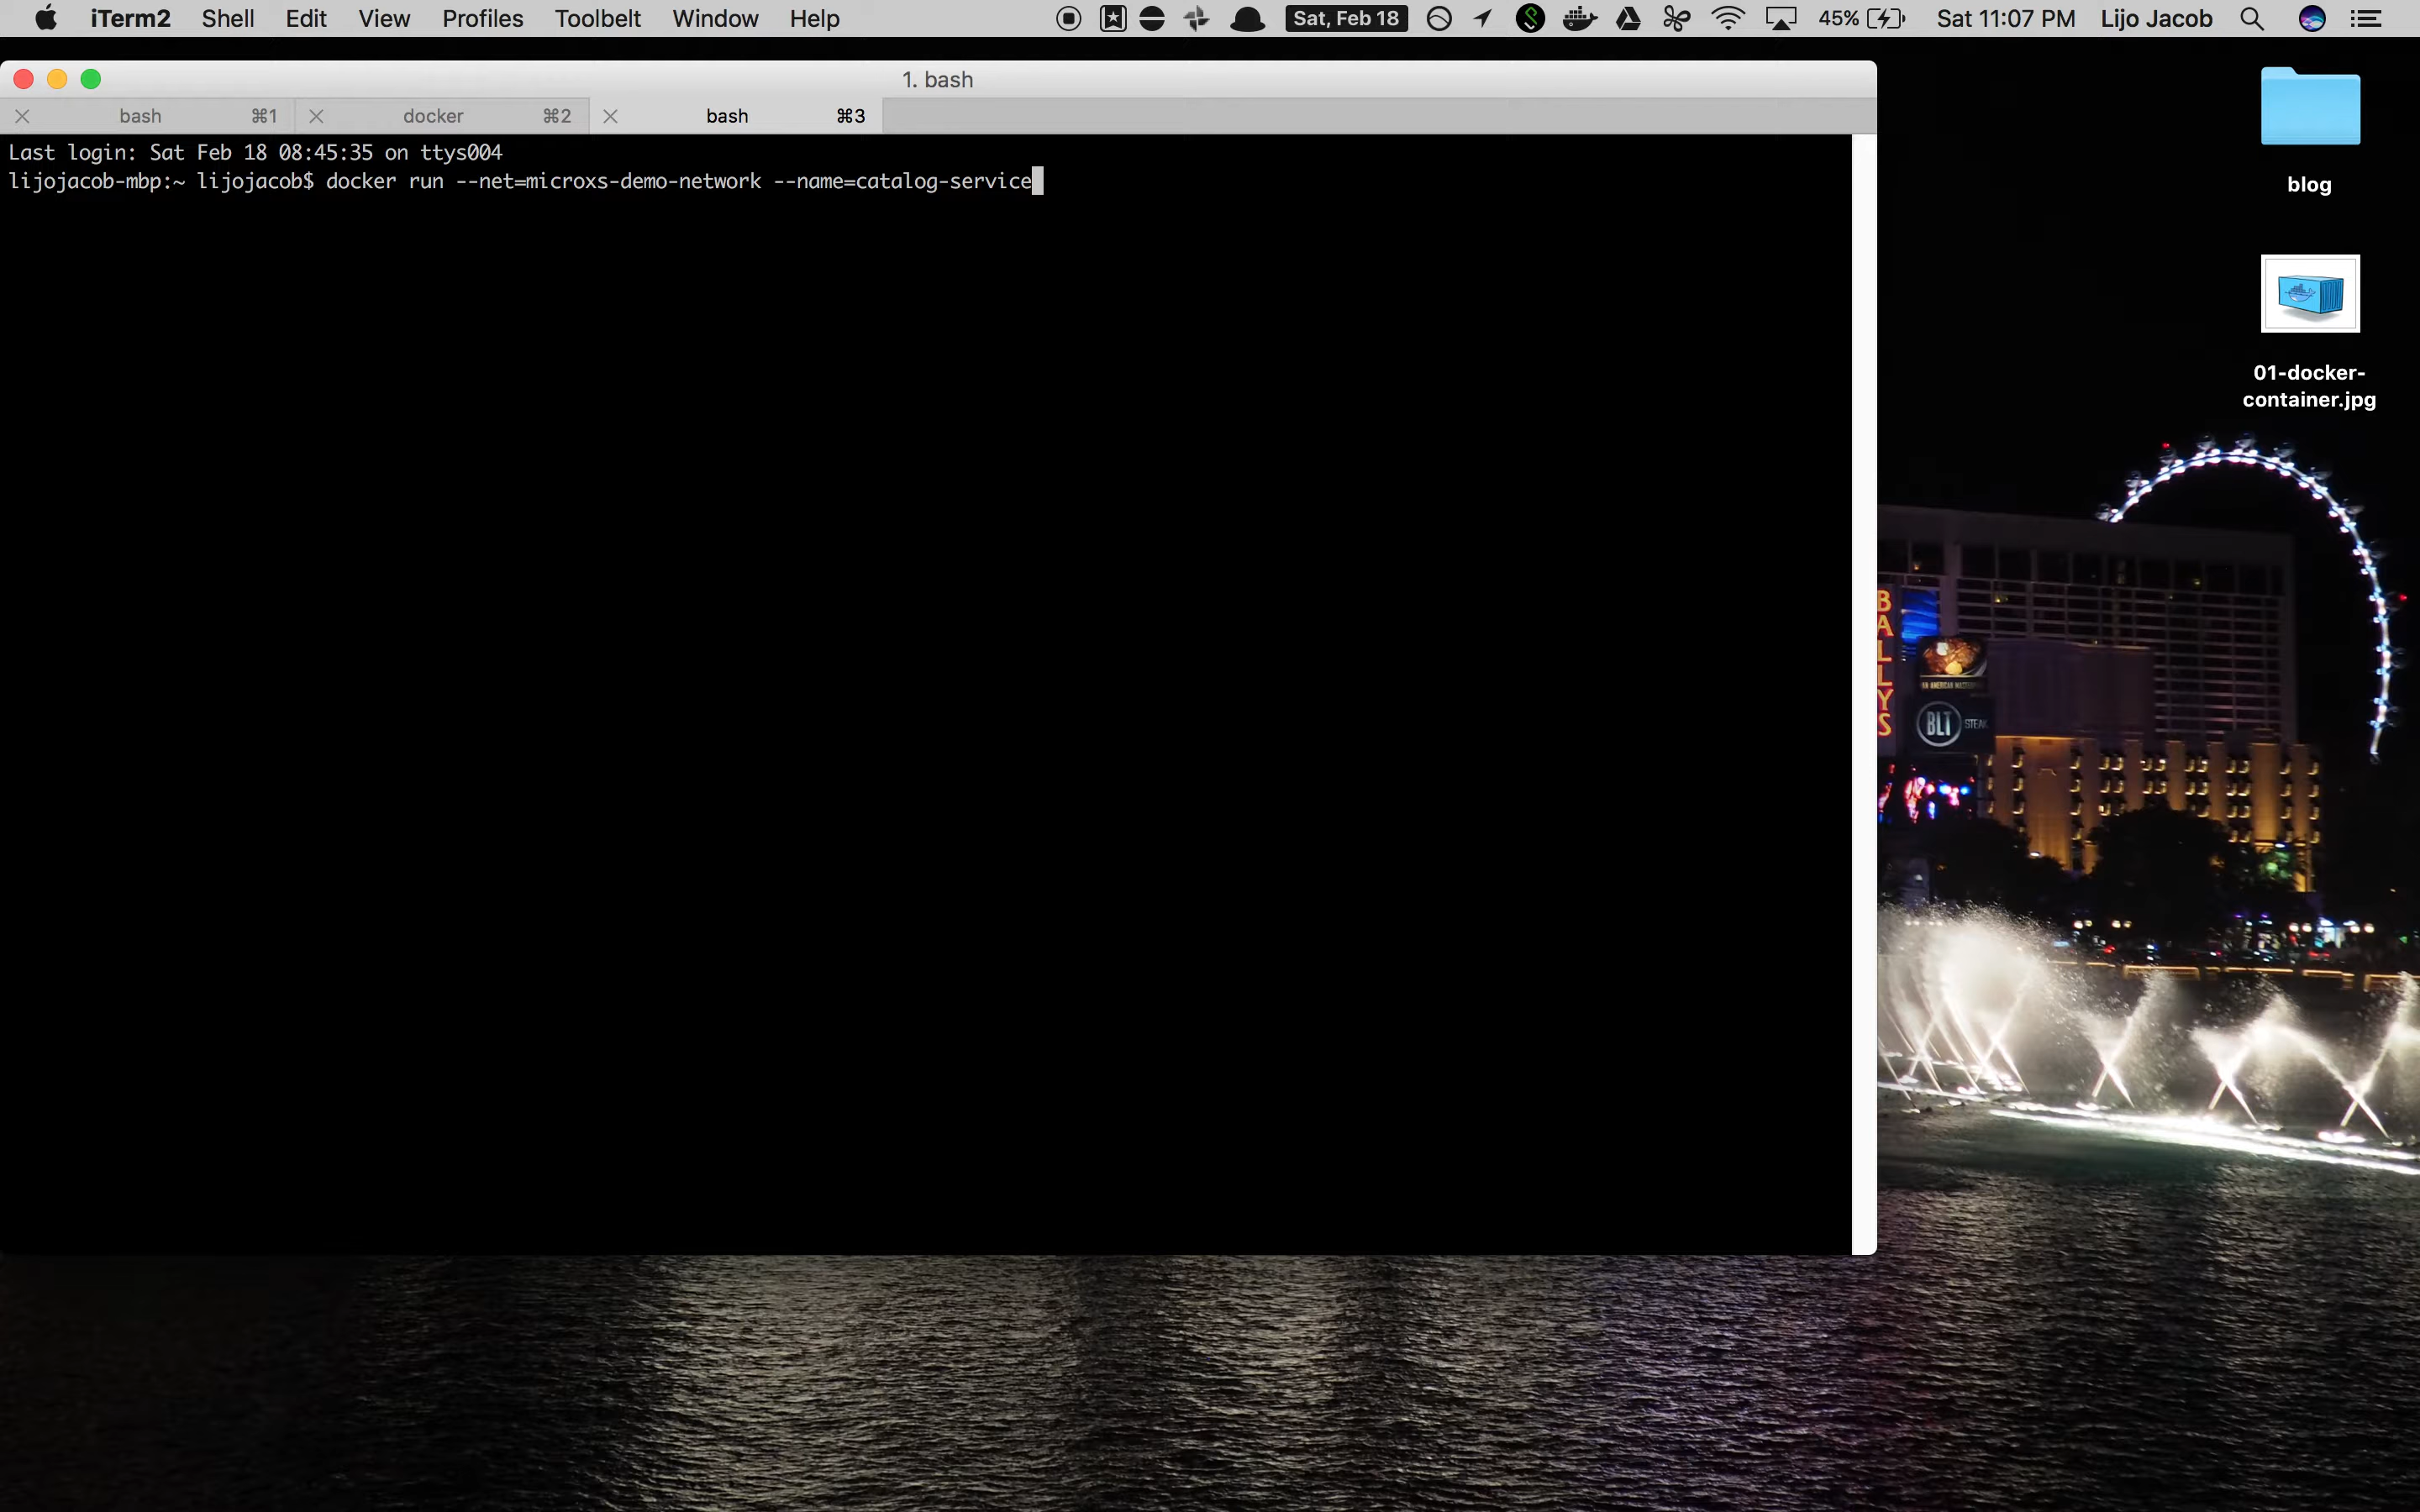 iTerm2 Shell Edit View Profiles Toolbelt Window Help Sat, Feb 18 45% Sat 11:07 PM Lijo Jacob
1. bash
bash ⌘1 docker ⌘2 bash ⌘3
Last login: Sat Feb 18 08:45:35 on ttys004
lijojacob-mbp:~ lijojacob$ docker run --net=microxs-demo-network --name=catalog-service
blog
01-docker-
container.jpg
BALLYS
BLT STEAK